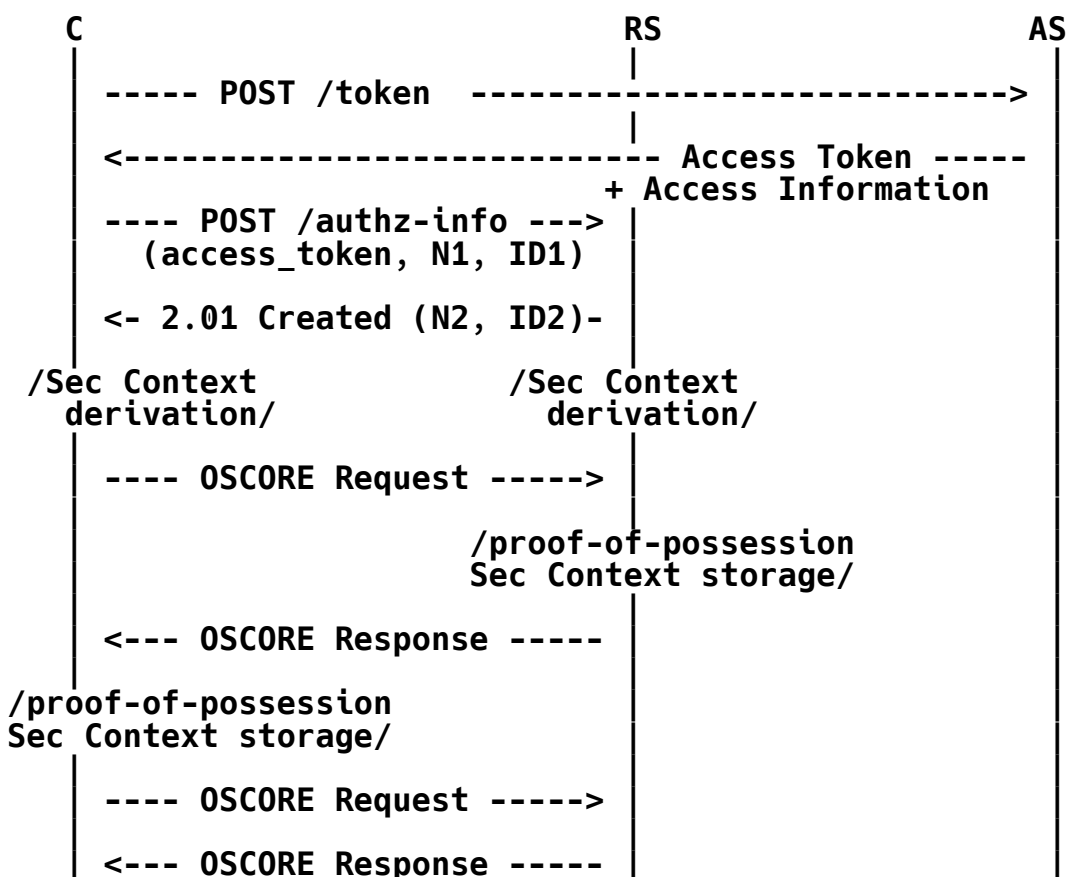 C RS AS
----- POST /token ---------------------------->
<---------------------------- Access Token -----
+ Access Information
---- POST /authz-info --->
(access_token, N1, ID1)
<- 2.01 Created (N2, ID2)-
/Sec Context /Sec Context
derivation/ derivation/
---- OSCORE Request ----->
/proof-of-possession
Sec Context storage/
<--- OSCORE Response -----
/proof-of-possession
Sec Context storage/
---- OSCORE Request ----->
<--- OSCORE Response -----